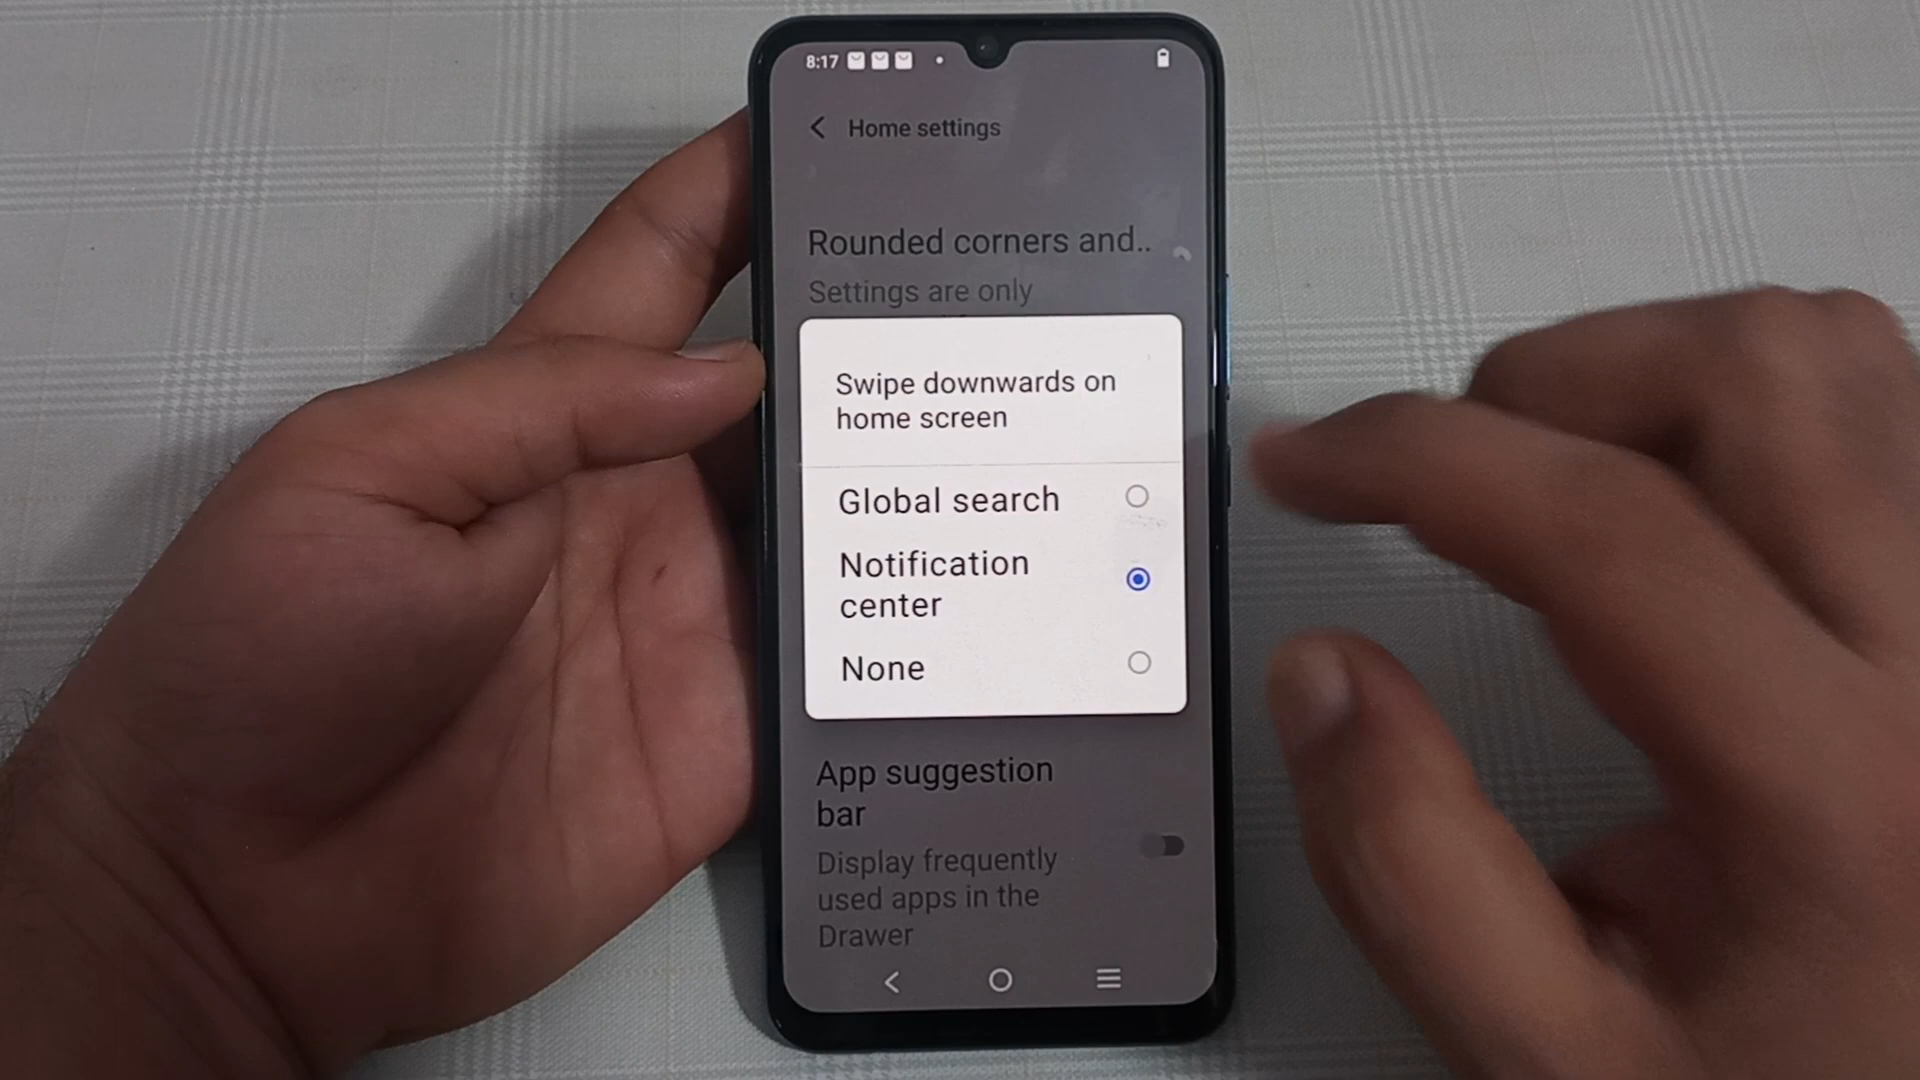 8:17
Home settings
Rounded corners and..
Settings are only
Swipe downwards on
home screen
Global search
Notification
center
None
App suggestion
bar
Display frequently
used apps in the
Drawer